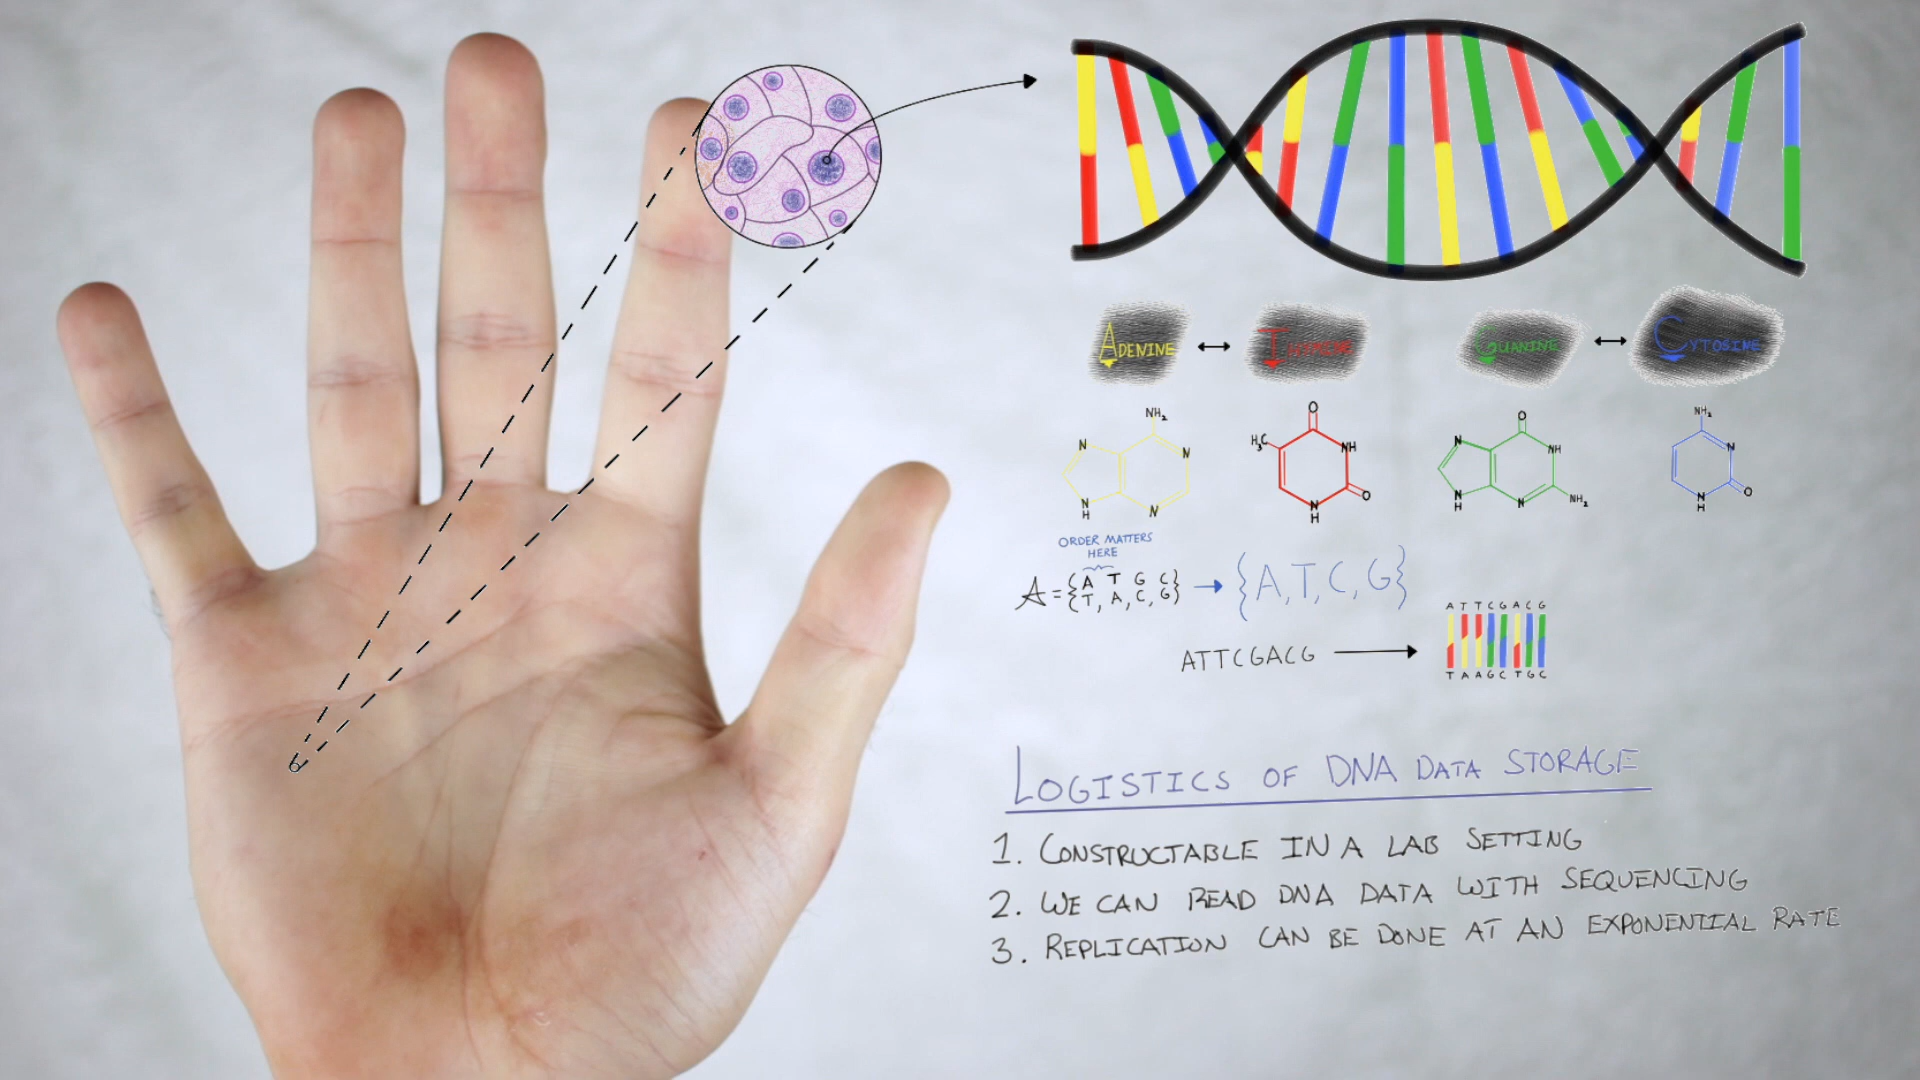 ADENINE ↔ THYMINE GUANINE ↔ CYTOSINE
NH₂ N N N H N
O H₃C NH O N H
O N NH N H N NH₂
NH₂ N O N H
ORDER MATTERS
HERE
A = {A T G C} → {A, T, C, G}
{T, A, C, G}
A T T C G A C G
ATTCGACG →
T A A G C T G C
LOGISTICS OF DNA DATA STORAGE
1. CONSTRUCTABLE IN A LAB SETTING
2. WE CAN READ DNA DATA WITH SEQUENCING
3. REPLICATION CAN BE DONE AT AN EXPONENTIAL RATE